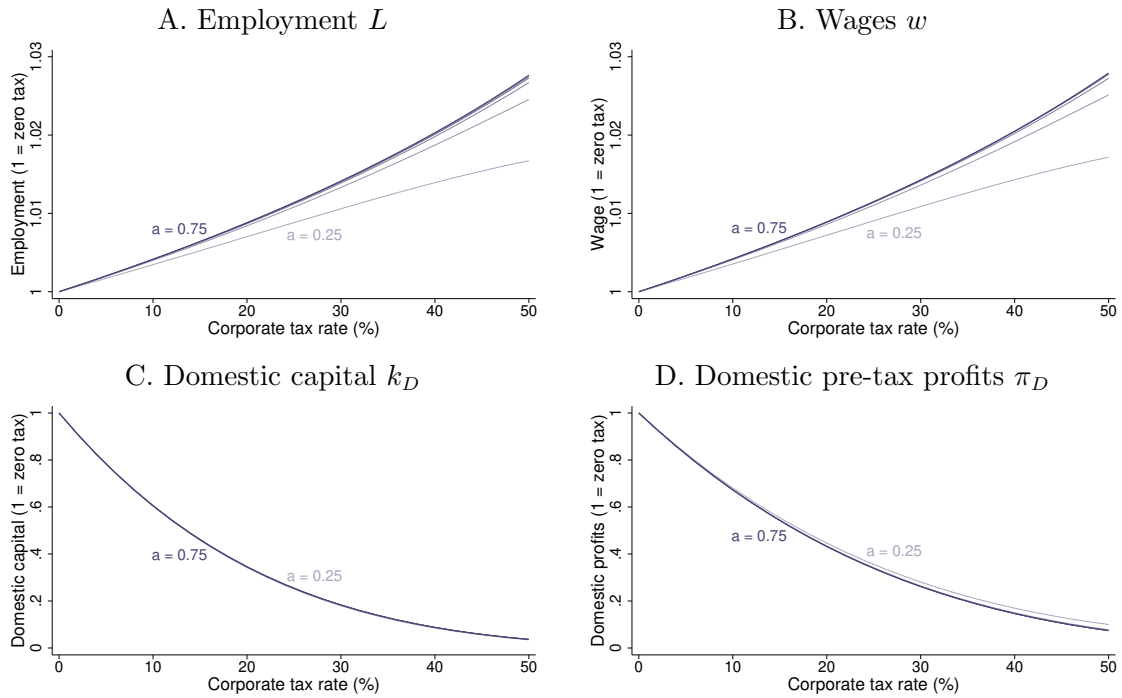 A. Employment L
Employment (1 = zero tax)
1.03
1.02
1.01
1
a = 0.75
a = 0.25
0 10 20 30 40 50
Corporate tax rate (%)
B. Wages w
Wage (1 = zero tax)
1.03
1.02
1.01
1
a = 0.75
a = 0.25
0 10 20 30 40 50
Corporate tax rate (%)
C. Domestic capital k_D
Domestic capital (1 = zero tax)
1
.8
.6
.4
.2
0
a = 0.75
a = 0.25
0 10 20 30 40 50
Corporate tax rate (%)
D. Domestic pre-tax profits π_D
Domestic profits (1 = zero tax)
1
.8
.6
.4
.2
0
a = 0.75
a = 0.25
0 10 20 30 40 50
Corporate tax rate (%)